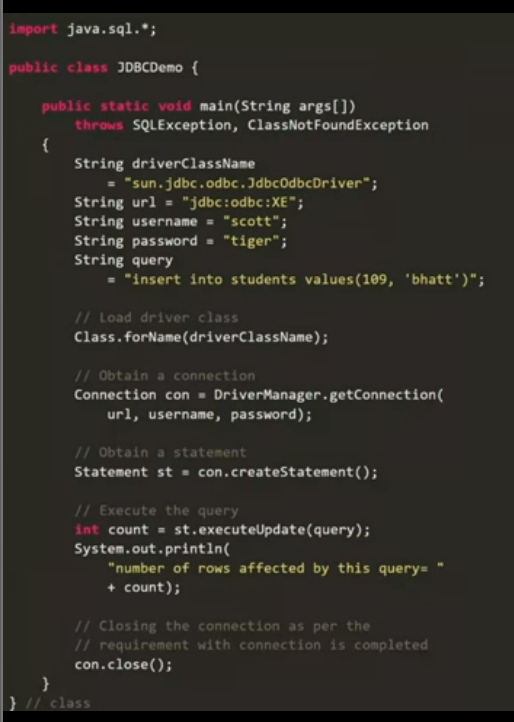 import java.sql.*;
public class JDBCDemo {
public static void main(String args[])
throws SQLException, ClassNotFoundException
{
String driverClassName
= "sun.jdbc.odbc.JdbcOdbcDriver";
String url = "jdbc:odbc:XE";
String username = "scott";
String password = "tiger";
String query
= "insert into students values(109, 'bhatt')";
// Load driver class
Class.forName(driverClassName);
// Obtain a connection
Connection con = DriverManager.getConnection(
url, username, password);
// Obtain a statement
Statement st = con.createStatement();
// Execute the query
int count = st.executeUpdate(query);
System.out.println(
"number of rows affected by this query= "
+ count);
// Closing the connection as per the
// requirement with connection is completed
con.close();
}
} // class